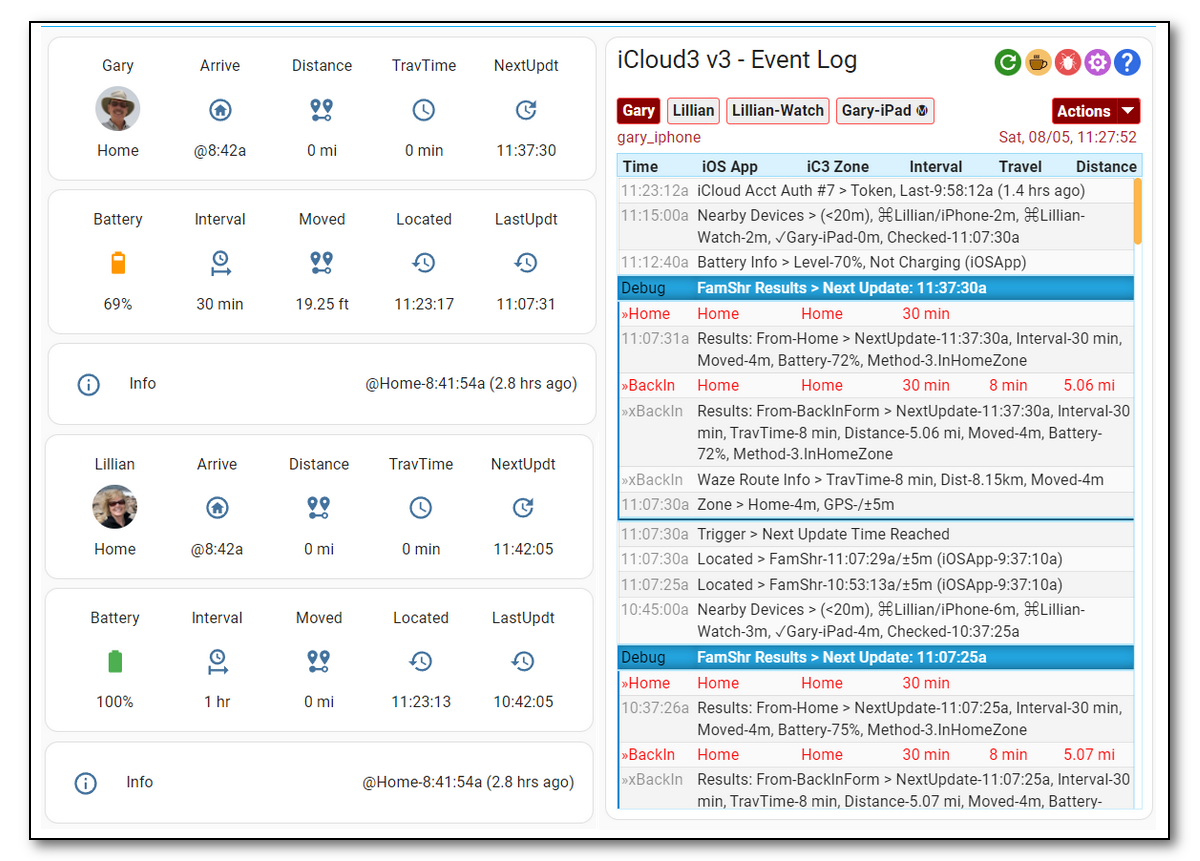 Gary Arrive Distance TravTime NextUpdt
Home @8:42a 0 mi 0 min 11:37:30
Battery Interval Moved Located LastUpdt
69% 30 min 19.25 ft 11:23:17 11:07:31
Info @Home-8:41:54a (2.8 hrs ago)
Lillian Arrive Distance TravTime NextUpdt
Home @8:42a 0 mi 0 min 11:42:05
Battery Interval Moved Located LastUpdt
100% 1 hr 0 mi 11:23:13 10:42:05
Info @Home-8:41:54a (2.8 hrs ago)
iCloud3 v3 - Event Log ?
Gary Lillian Lillian-Watch Gary-iPad Ⓜ Actions
gary_iphone Sat, 08/05, 11:27:52
Time iOS App iC3 Zone Interval Travel Distance
11:23:12a iCloud Acct Auth #7 > Token, Last-9:58:12a (1.4 hrs ago)
11:15:00a Nearby Devices > (<20m), ⌘Lillian/iPhone-2m, ⌘Lillian-
Watch-2m, ✓Gary-iPad-0m, Checked-11:07:30a
11:12:40a Battery Info > Level-70%, Not Charging (iOSApp)
Debug FamShr Results > Next Update: 11:37:30a
»Home Home Home 30 min
11:07:31a Results: From-Home > NextUpdate-11:37:30a, Interval-30 min,
Moved-4m, Battery-72%, Method-3.InHomeZone
»BackIn Home Home 30 min 8 min 5.06 mi
»xBackIn Results: From-BackInForm > NextUpdate-11:37:30a, Interval-30
min, TravTime-8 min, Distance-5.06 mi, Moved-4m, Battery-
72%, Method-3.InHomeZone
»xBackIn Waze Route Info > TravTime-8 min, Dist-8.15km, Moved-4m
11:07:30a Zone > Home-4m, GPS-/±5m
11:07:30a Trigger > Next Update Time Reached
11:07:30a Located > FamShr-11:07:29a/±5m (iOSApp-9:37:10a)
11:07:25a Located > FamShr-10:53:13a/±5m (iOSApp-9:37:10a)
10:45:00a Nearby Devices > (<20m), ⌘Lillian/iPhone-6m, ⌘Lillian-
Watch-3m, ✓Gary-iPad-4m, Checked-10:37:25a
Debug FamShr Results > Next Update: 11:07:25a
»Home Home Home 30 min
10:37:26a Results: From-Home > NextUpdate-11:07:25a, Interval-30 min,
Moved-4m, Battery-75%, Method-3.InHomeZone
»BackIn Home Home 30 min 8 min 5.07 mi
»xBackIn Results: From-BackInForm > NextUpdate-11:07:25a, Interval-30
min, TravTime-8 min, Distance-5.07 mi, Moved-4m, Battery-